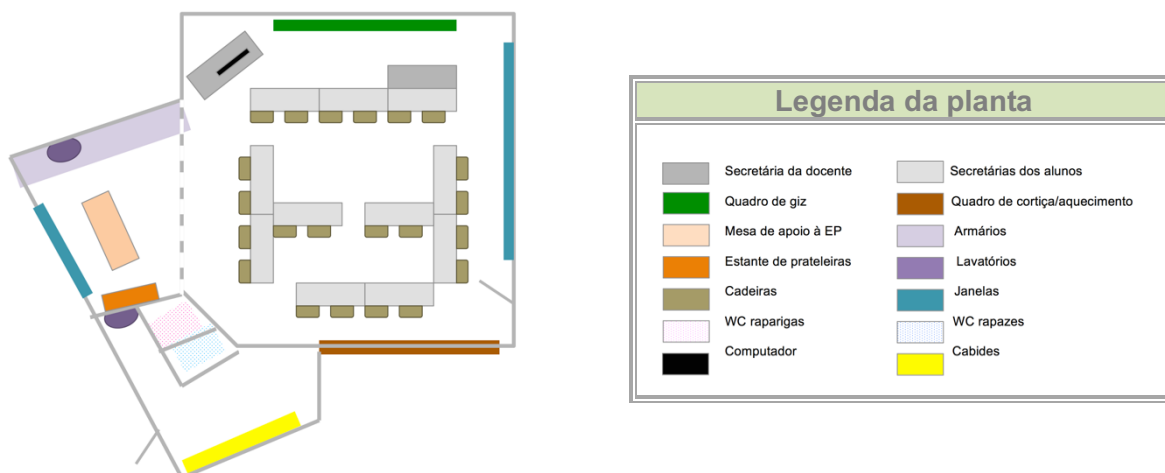 Legenda da planta
Secretária da docente
Secretárias dos alunos
Quadro de giz
Quadro de cortiça/aquecimento
Mesa de apoio à EP
Armários
Estante de prateleiras
Lavatórios
Cadeiras
Janelas
WC raparigas
WC rapazes
Computador
Cabides